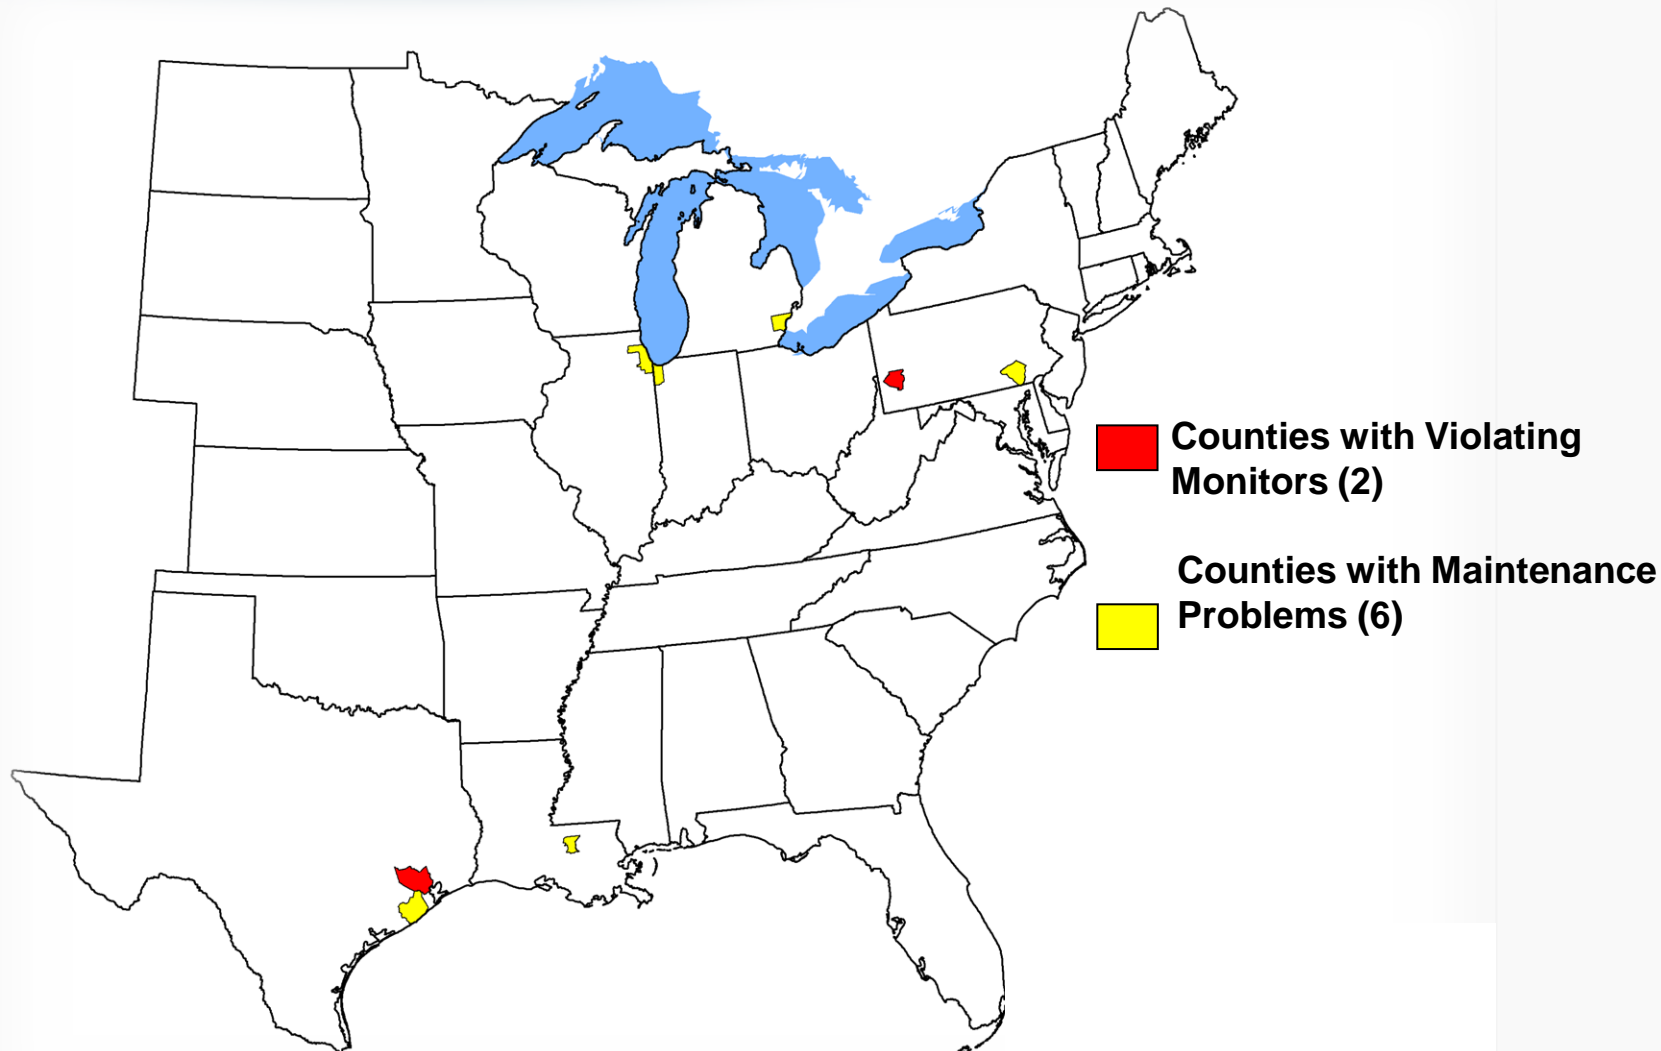 Counties with Violating
Monitors (2)
Counties with Maintenance
Problems (6)